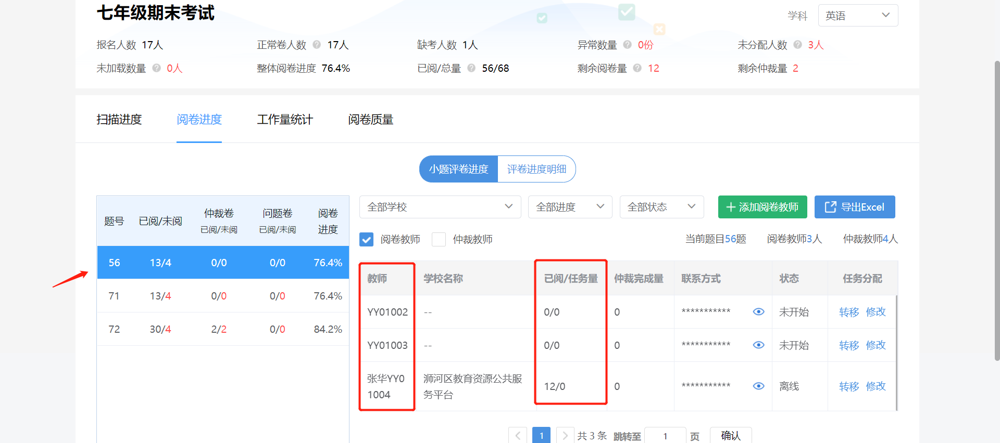 七年级期末考试
学科 英语
报名人数 17人 正常卷人数 17人 缺考人数 1人 异常数量 0份 未分配人数 3人
未加载数量 0人 整体阅卷进度 76.4% 已阅/总量 56/68 剩余阅卷量 12 剩余仲裁量 2
扫描进度 阅卷进度 工作量统计 阅卷质量
小题评卷进度 评卷进度明细
题号 已阅/未阅 仲裁卷 已阅/未阅 问题卷 已阅/未阅 阅卷进度
56 13/4 0/0 0/0 76.4%
71 13/4 0/0 0/0 76.4%
72 30/4 2/2 0/0 84.2%
全部学校 全部进度 全部状态 添加阅卷教师 导出Excel
阅卷教师 仲裁教师 当前题目56题 阅卷教师3人 仲裁教师4人
教师 学校名称 已阅/任务量 仲裁完成量 联系方式 状态 任务分配
YY01002 -- 0/0 0 *********** 未开始 转移 修改
YY01003 -- 0/0 0 *********** 未开始 转移 修改
张华YY01004 浉河区教育资源公共服务平台 12/0 0 *********** 离线 转移 修改
1 共 3 条 跳转至 1 页 确认